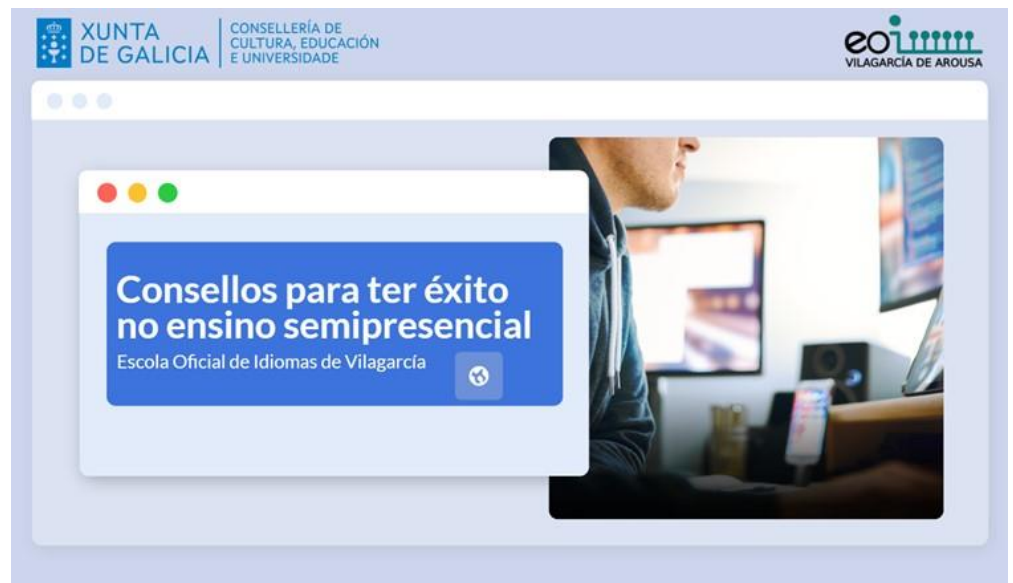 XUNTA
DE GALICIA
CONSELLERÍA DE
CULTURA, EDUCACIÓN
E UNIVERSIDADE
eoi
VILAGARCÍA DE AROUSA
Consellos para ter éxito
no ensino semipresencial
Escola Oficial de Idiomas de Vilagarcía